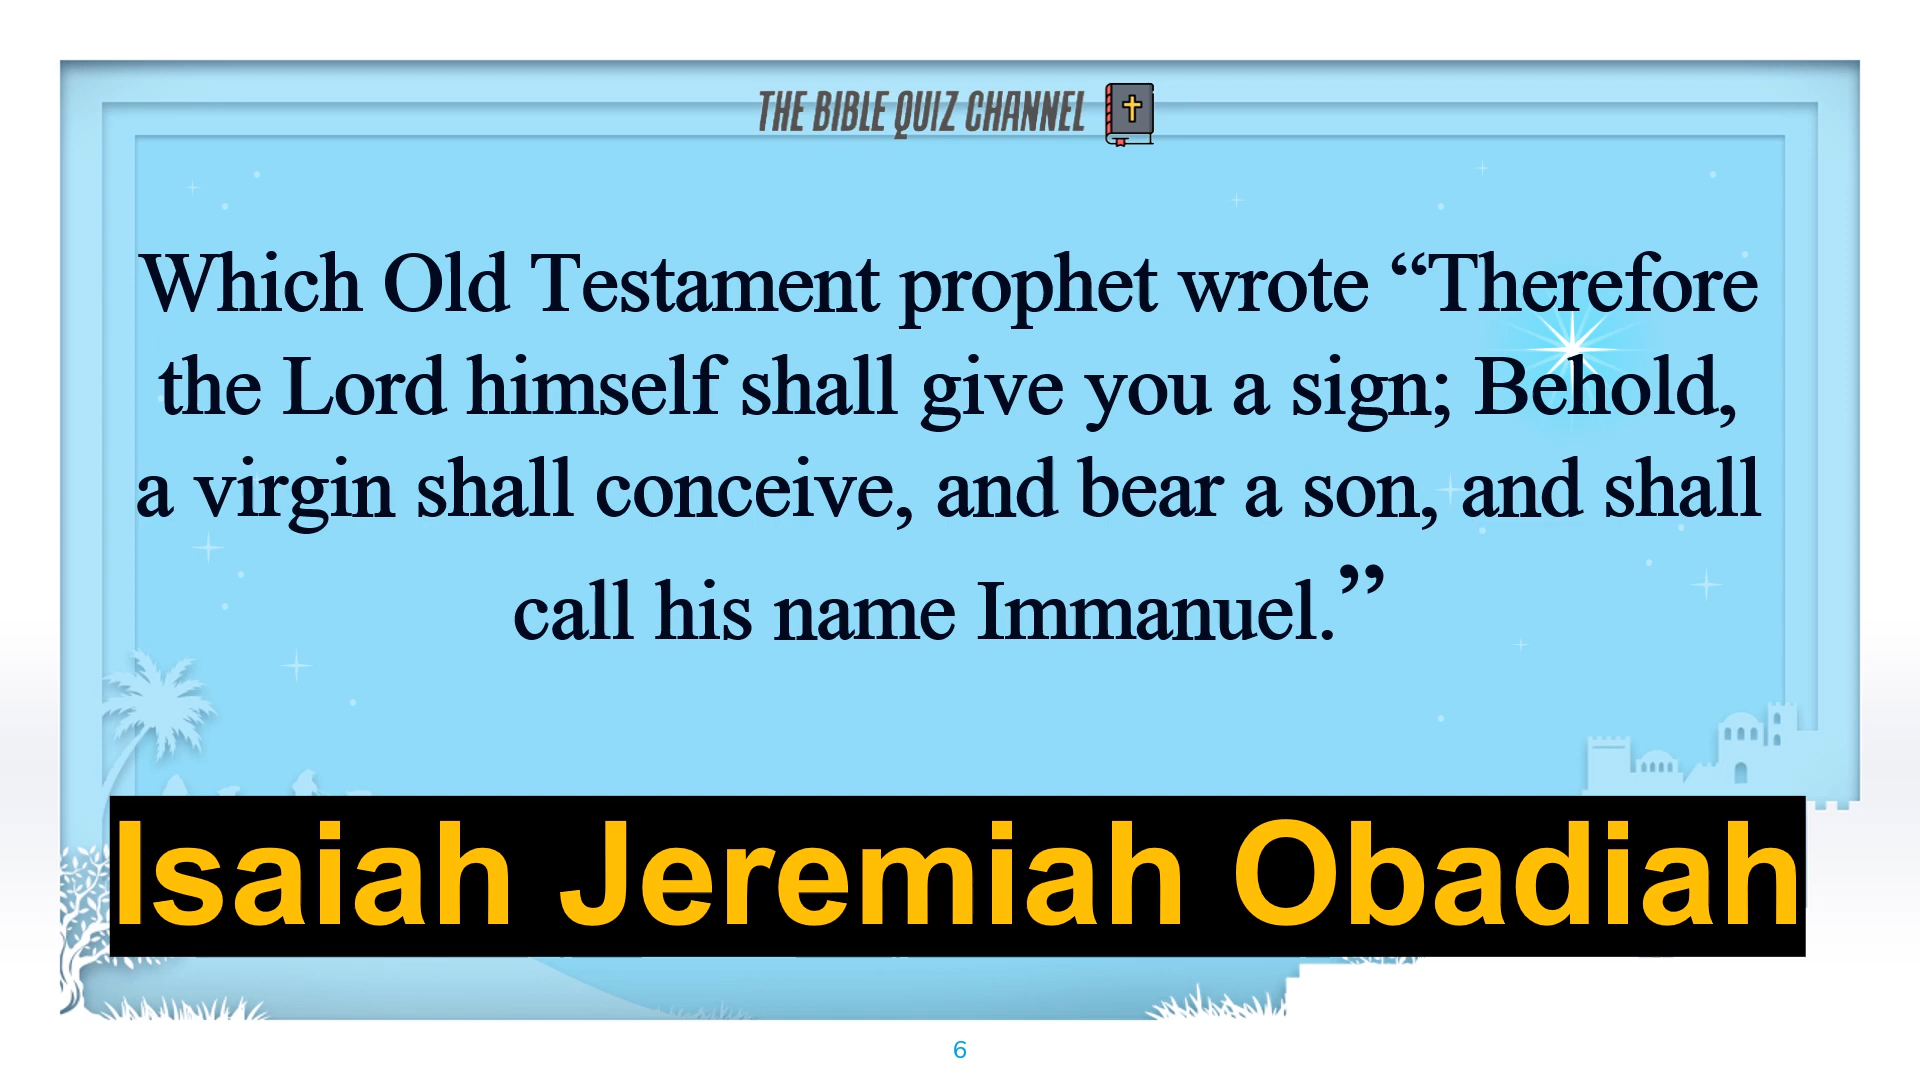 THE BIBLE QUIZ CHANNEL
Which Old Testament prophet wrote “Therefore
the Lord himself shall give you a sign; Behold,
a virgin shall conceive, and bear a son, and shall
call his name Immanuel.”
Isaiah Jeremiah Obadiah
6